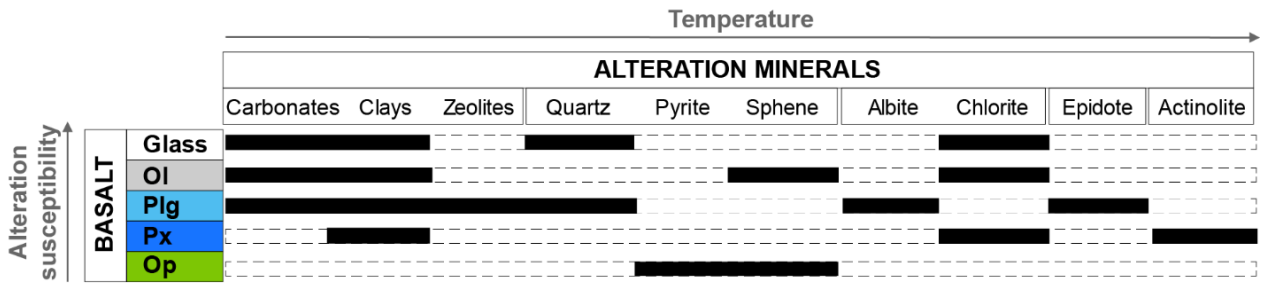 Temperature
ALTERATION MINERALS
Carbonates Clays Zeolites Quartz Pyrite Sphene Albite Chlorite Epidote Actinolite
Alteration
susceptibility
BASALT
Glass
Ol
Plg
Px
Op